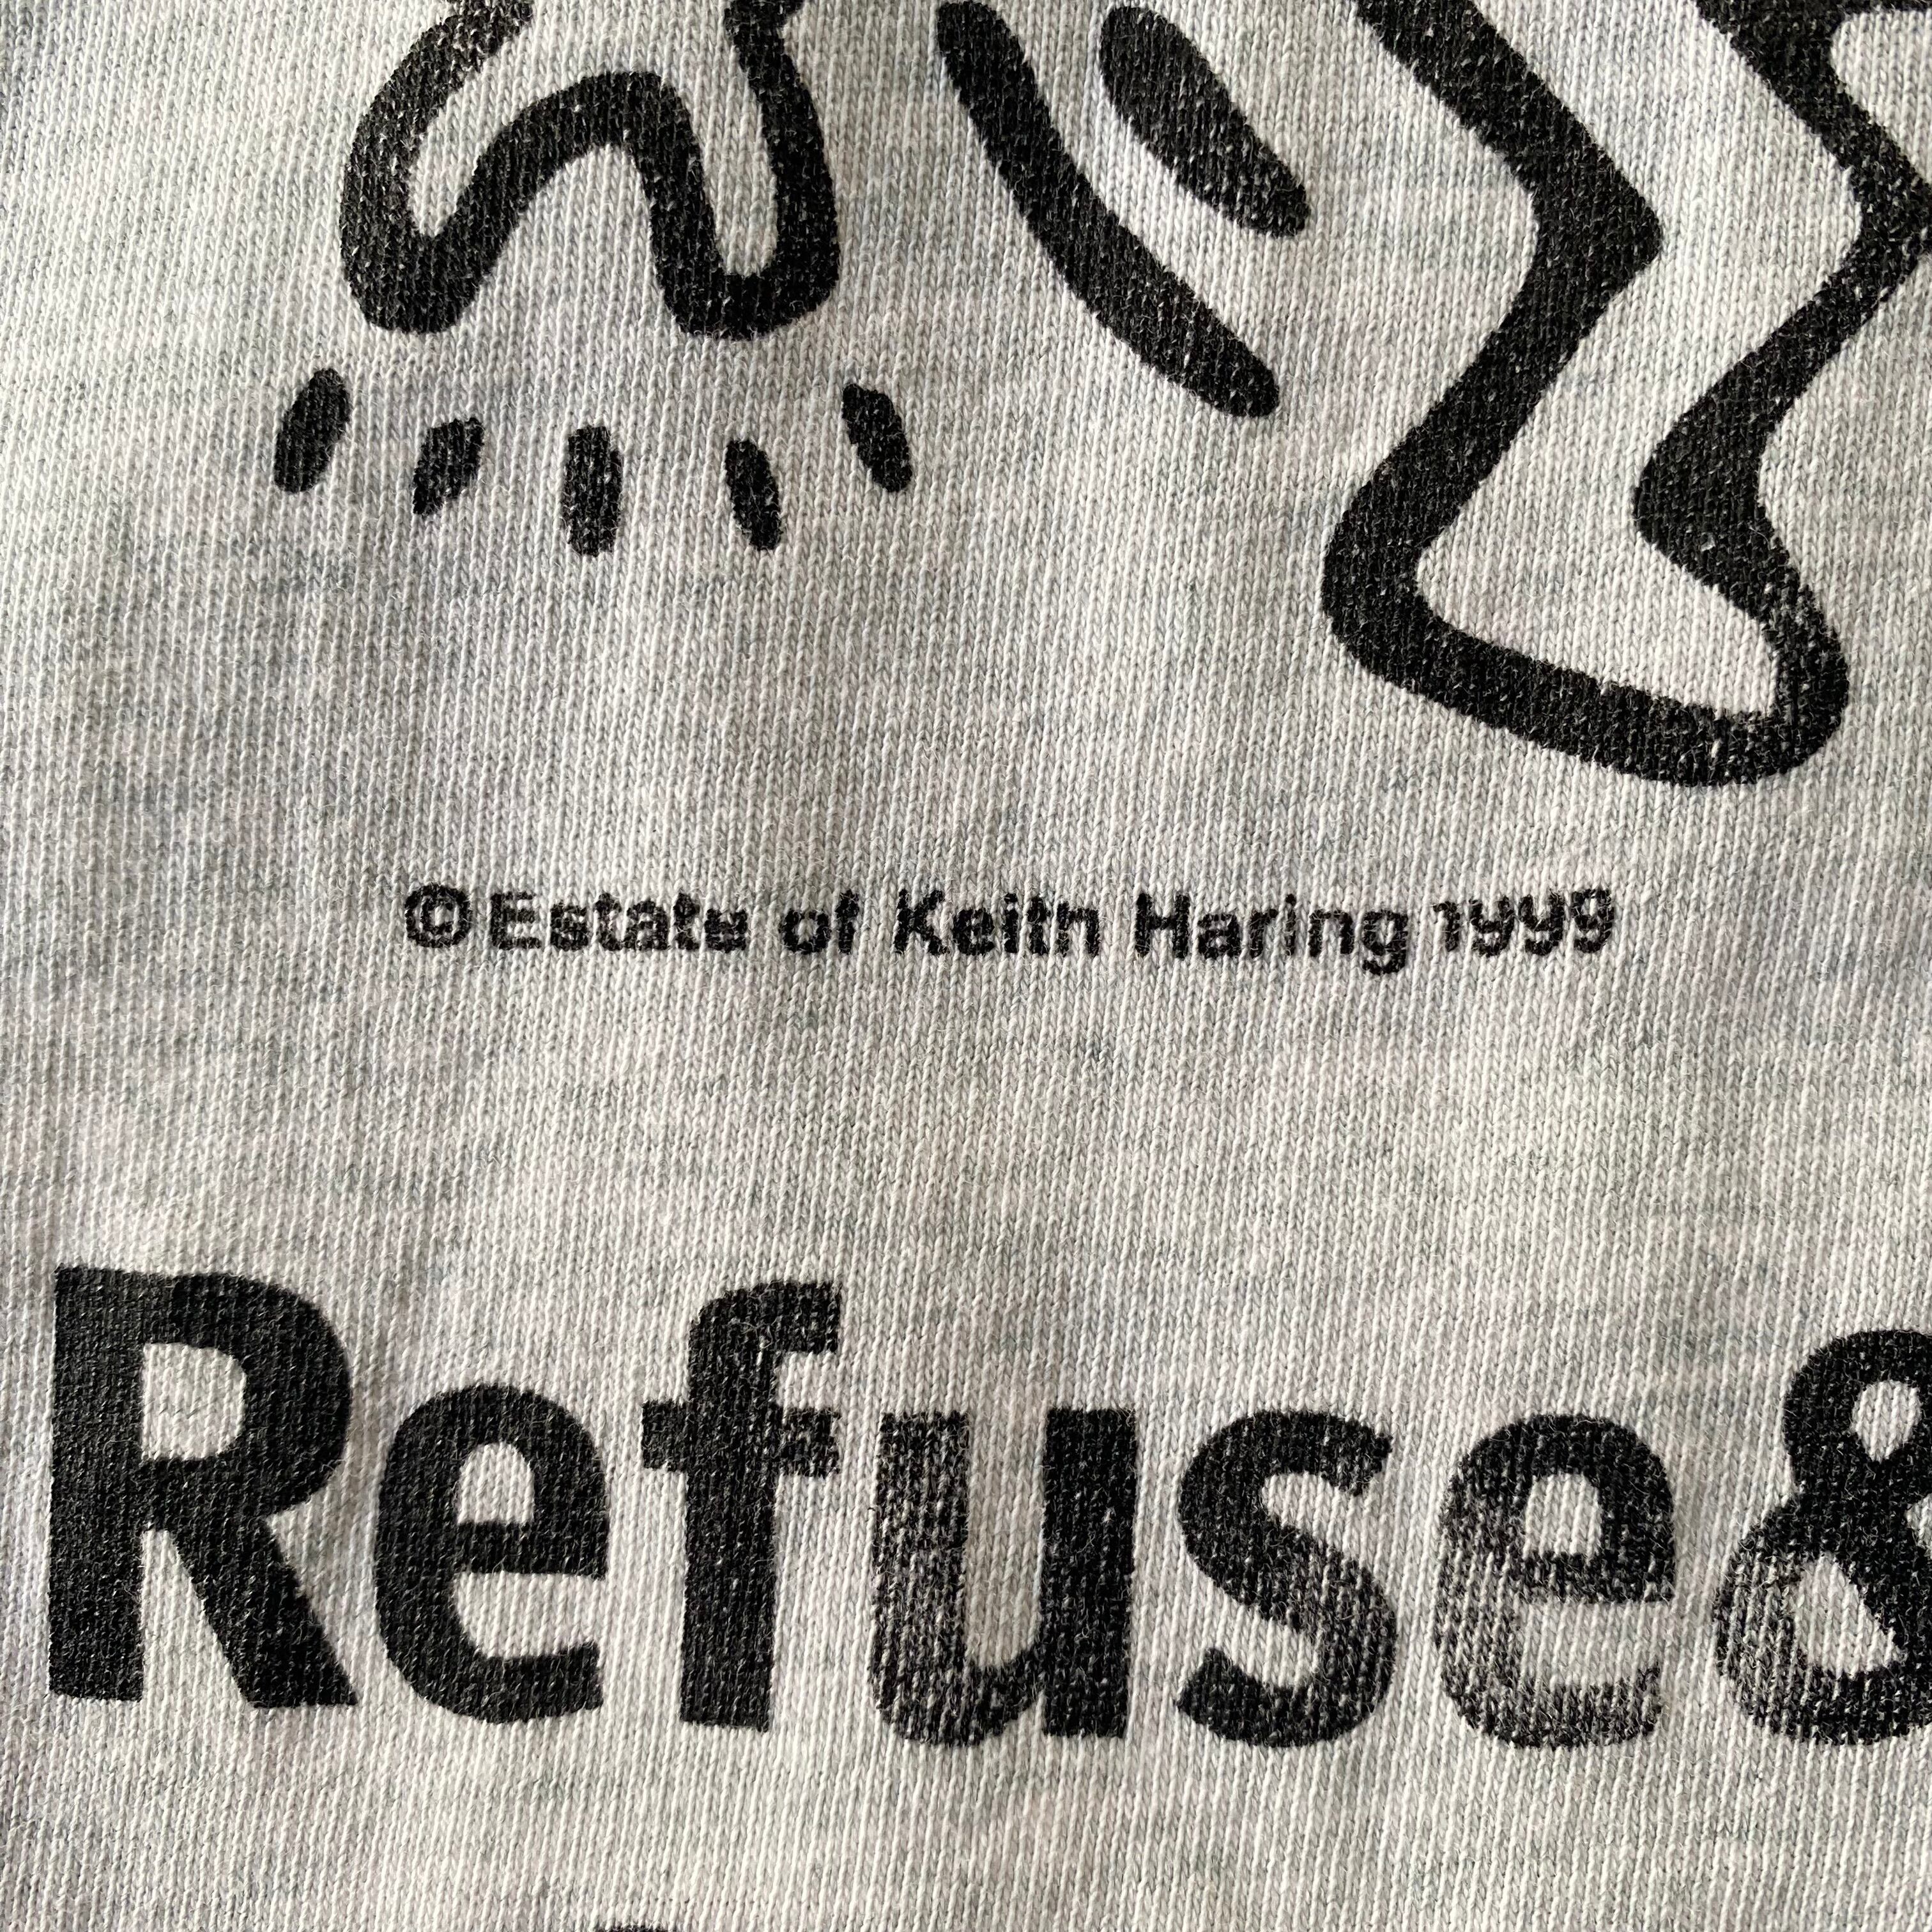 © Estate of Keith Haring 1999
Refuse &